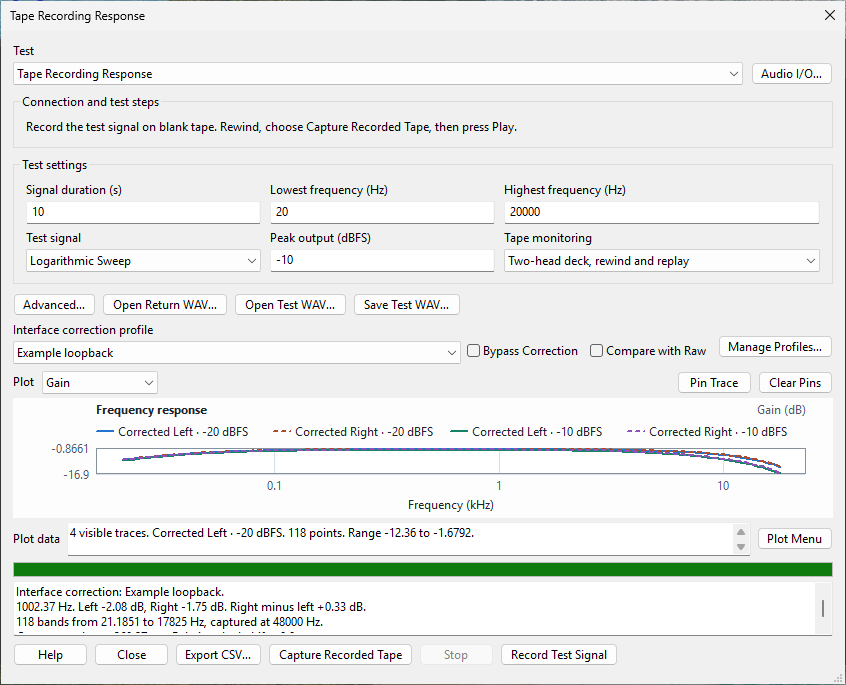 Tape Recording Response
Test
Tape Recording Response
Audio I/O...
Connection and test steps
Record the test signal on blank tape. Rewind, choose Capture Recorded Tape, then press Play.
Test settings
Signal duration (s) Lowest frequency (Hz) Highest frequency (Hz)
10 20 20000
Test signal Peak output (dBFS) Tape monitoring
Logarithmic Sweep -10 Two-head deck, rewind and replay
Advanced... Open Return WAV... Open Test WAV... Save Test WAV...
Interface correction profile
Example loopback Bypass Correction Compare with Raw Manage Profiles...
Plot Gain Pin Trace Clear Pins
Frequency response Gain (dB)
Corrected Left · -20 dBFS Corrected Right · -20 dBFS Corrected Left · -10 dBFS Corrected Right · -10 dBFS
-0.8661
-16.9
0.1 1 10
Frequency (kHz)
Plot data 4 visible traces. Corrected Left · -20 dBFS. 118 points. Range -12.36 to -1.6792. Plot Menu
Interface correction: Example loopback.
1002.37 Hz. Left -2.08 dB, Right -1.75 dB. Right minus left +0.33 dB.
118 bands from 21.1851 to 17825 Hz, captured at 48000 Hz.
Help Close Export CSV... Capture Recorded Tape Stop Record Test Signal